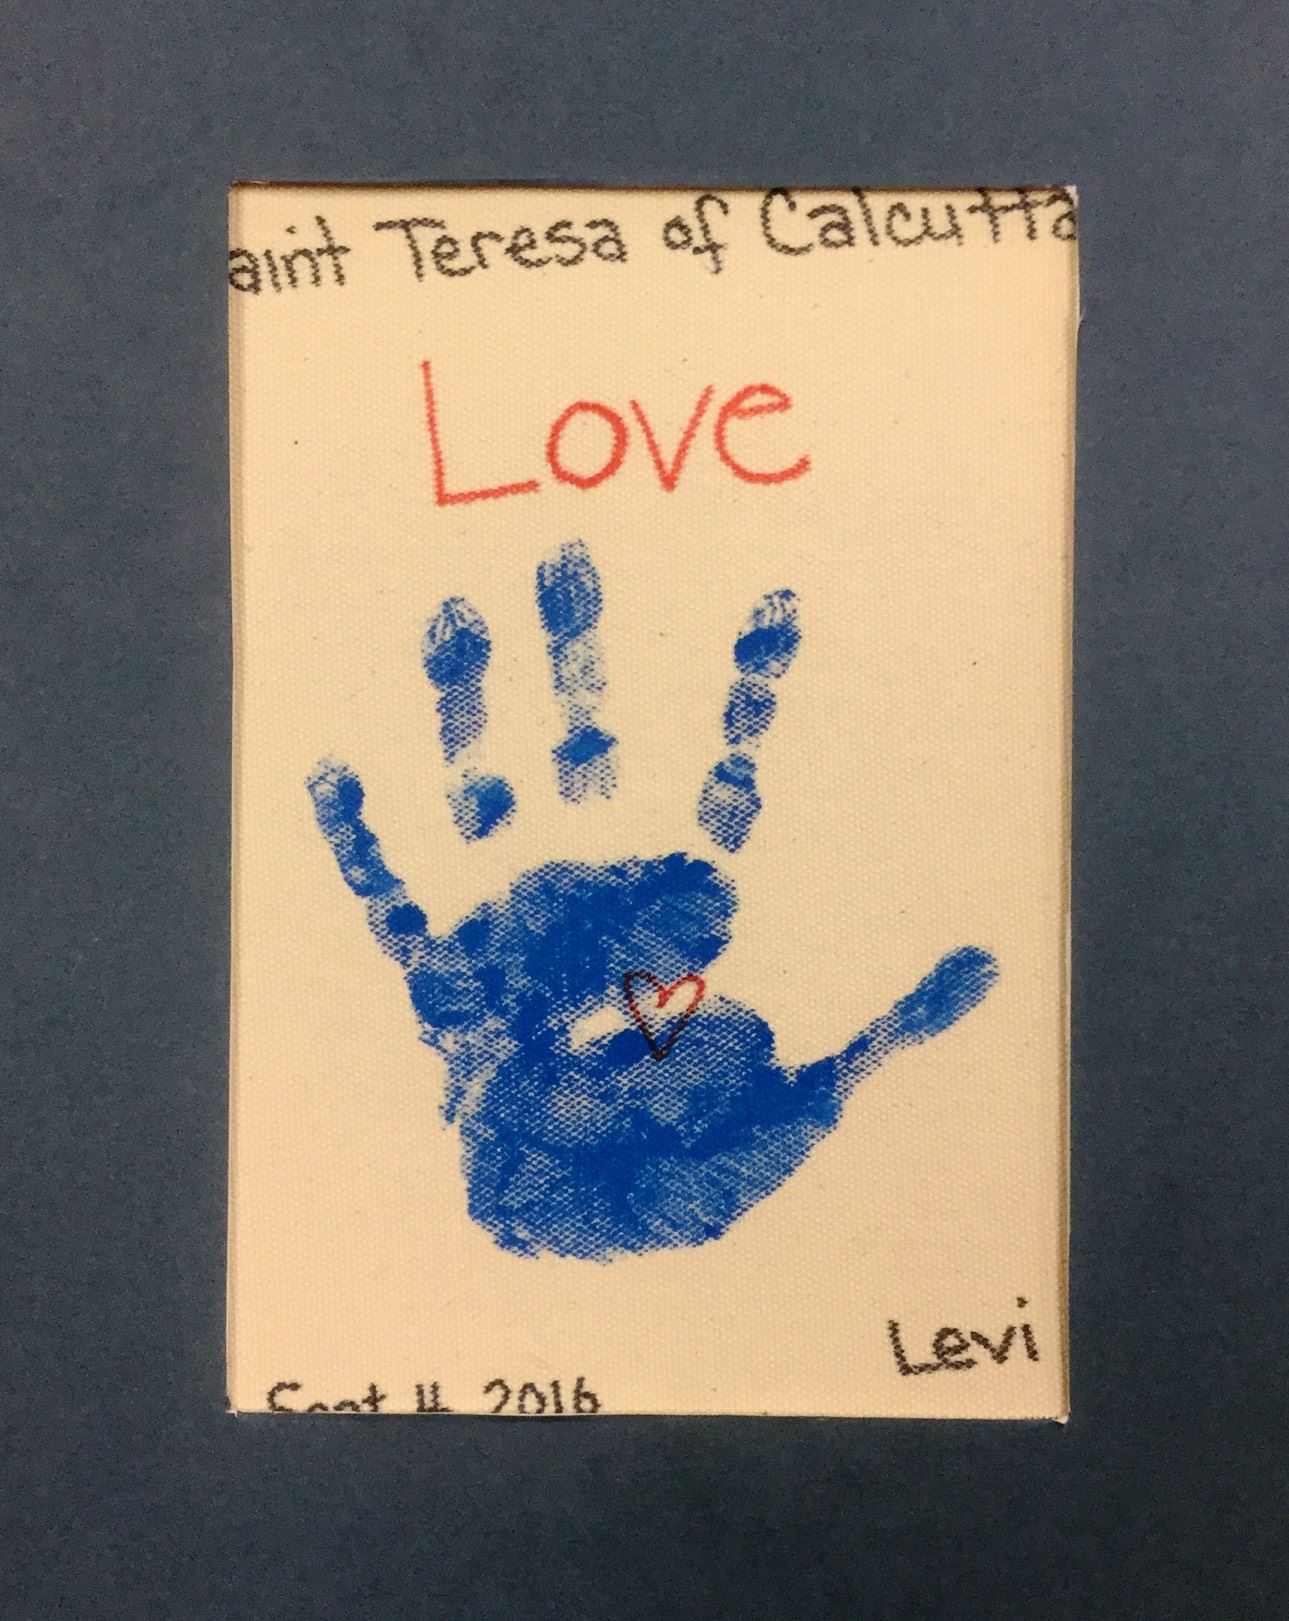 aint Teresa of Calcutta
Love
Levi
Sept 4 2016